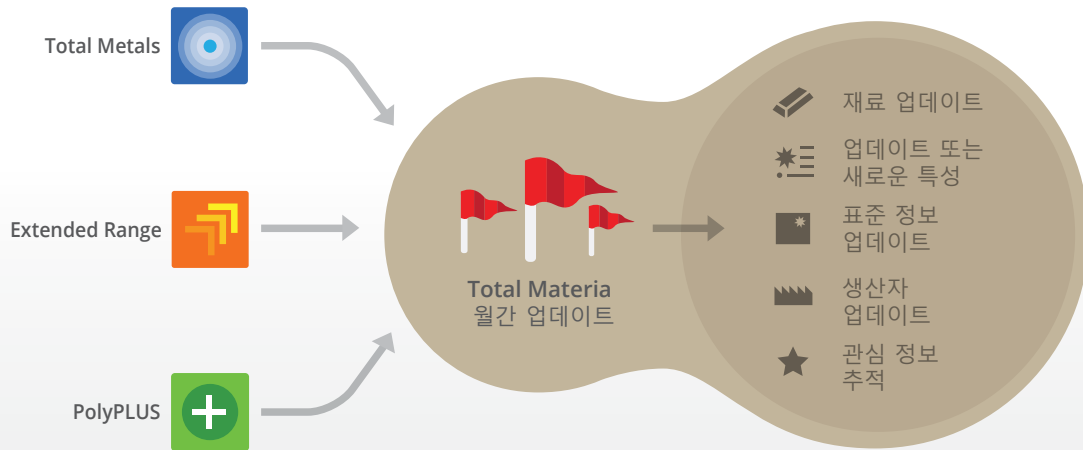 Total Metals
Extended Range
PolyPLUS
Total Materia
월간 업데이트
재료 업데이트
업데이트 또는
새로운 특성
표준 정보
업데이트
생산자
업데이트
관심 정보
추적